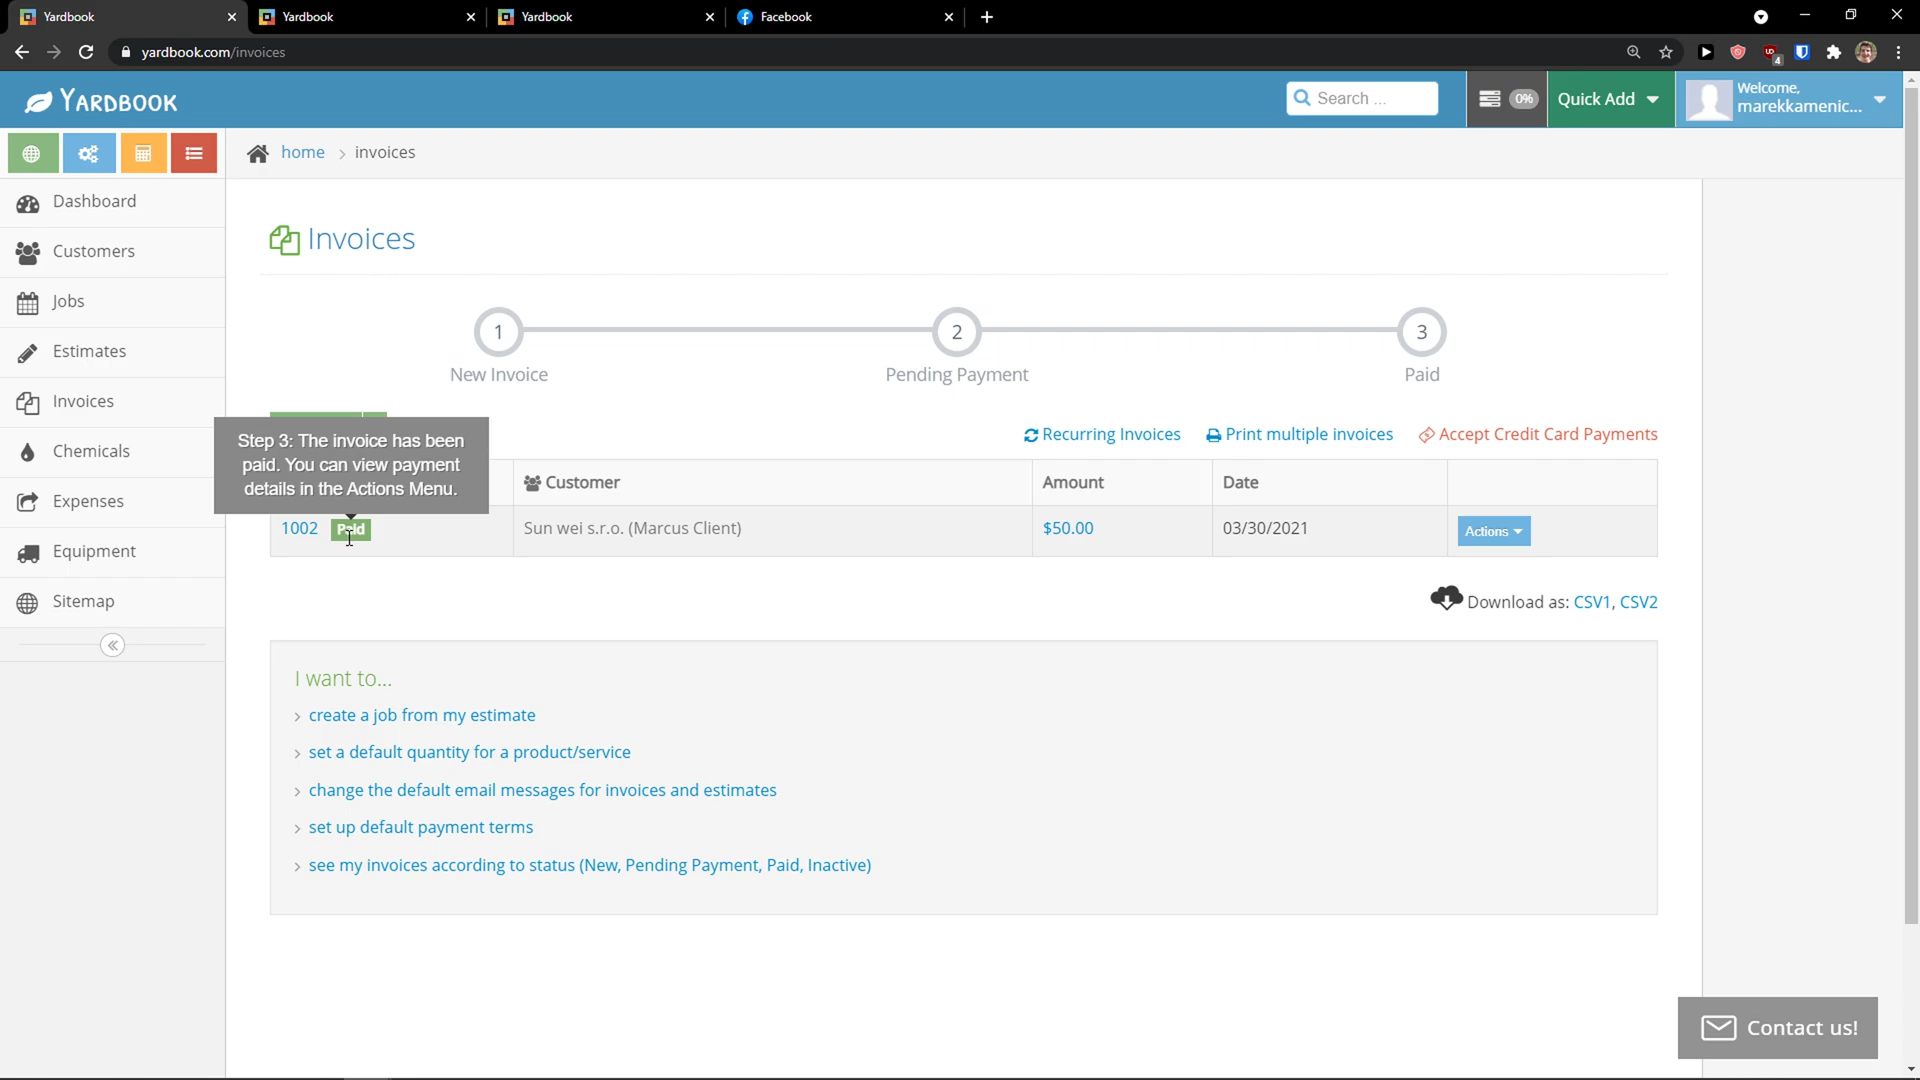 Yardbook
Yardbook
Yardbook
Facebook
yardbook.com/invoices
4
YARDBOOK
Search ...
0%
Quick Add
Welcome,
marekkamenic...
home > invoices
Dashboard
Customers
Jobs
Estimates
Invoices
Chemicals
Expenses
Equipment
Sitemap
Invoices
1
2
3
New Invoice
Pending Payment
Paid
Step 3: The invoice has been
paid. You can view payment
details in the Actions Menu.
Recurring Invoices
Print multiple invoices
Accept Credit Card Payments
Customer
Amount
Date
1002 Paid
Sun wei s.r.o. (Marcus Client)
$50.00
03/30/2021
Actions
Download as: CSV1, CSV2
I want to...
> create a job from my estimate
> set a default quantity for a product/service
> change the default email messages for invoices and estimates
> set up default payment terms
> see my invoices according to status (New, Pending Payment, Paid, Inactive)
Contact us!